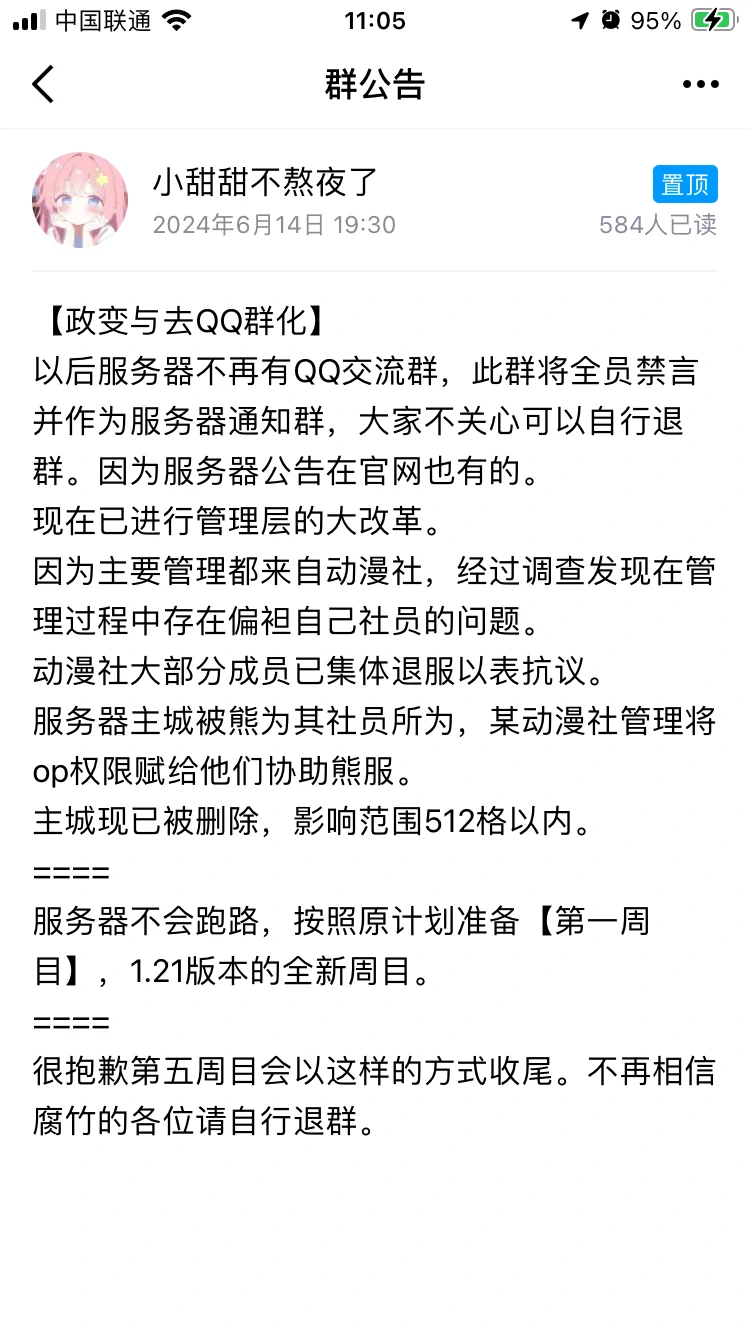 中国联通
11:05
95%
群公告
小甜甜不熬夜了
置顶
2024年6月14日 19:30
584人已读
【政变与去QQ群化】
以后服务器不再有QQ交流群，此群将全员禁言
并作为服务器通知群，大家不关心可以自行退
群。因为服务器公告在官网也有的。
现在已进行管理层的大改革。
因为主要管理都来自动漫社，经过调查发现在管
理过程中存在偏袒自己社员的问题。
动漫社大部分成员已集体退服以表抗议。
服务器主城被熊为其社员所为，某动漫社管理将
op权限赋给他们协助熊服。
主城现已被删除，影响范围512格以内。
====
服务器不会跑路，按照原计划准备【第一周
目】，1.21版本的全新周目。
====
很抱歉第五周目会以这样的方式收尾。不再相信
腐竹的各位请自行退群。